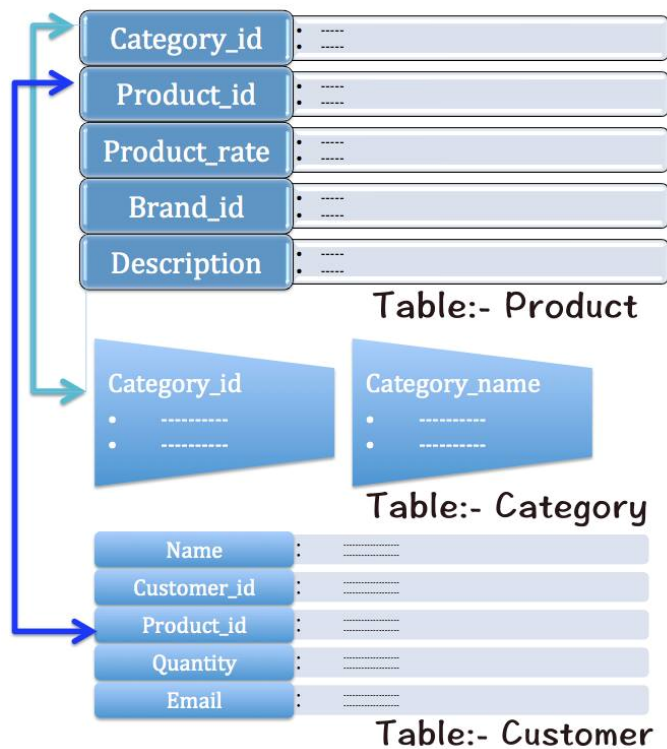 Category_id
• -----
• -----
Product_id
• -----
• -----
Product_rate
• -----
• -----
Brand_id
• -----
• -----
Description
• -----
• -----
Table:- Product
Category_id
• ----------
• ----------
Category_name
• ----------
• ----------
Table:- Category
Name
Customer_id
Product_id
Quantity
Email
Table:- Customer